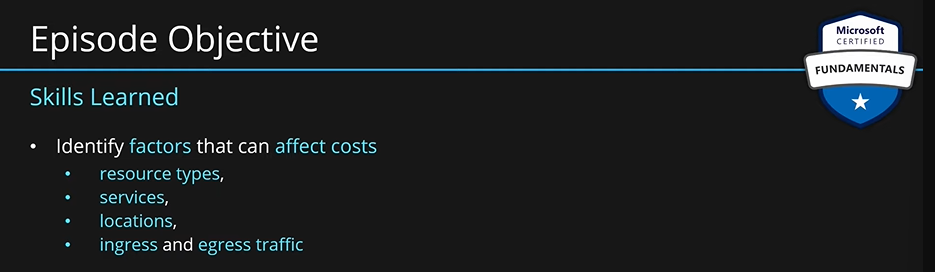 Episode Objective
Microsoft
CERTIFIED
FUNDAMENTALS
Skills Learned
• Identify factors that can affect costs
• resource types,
• services,
• locations,
• ingress and egress traffic